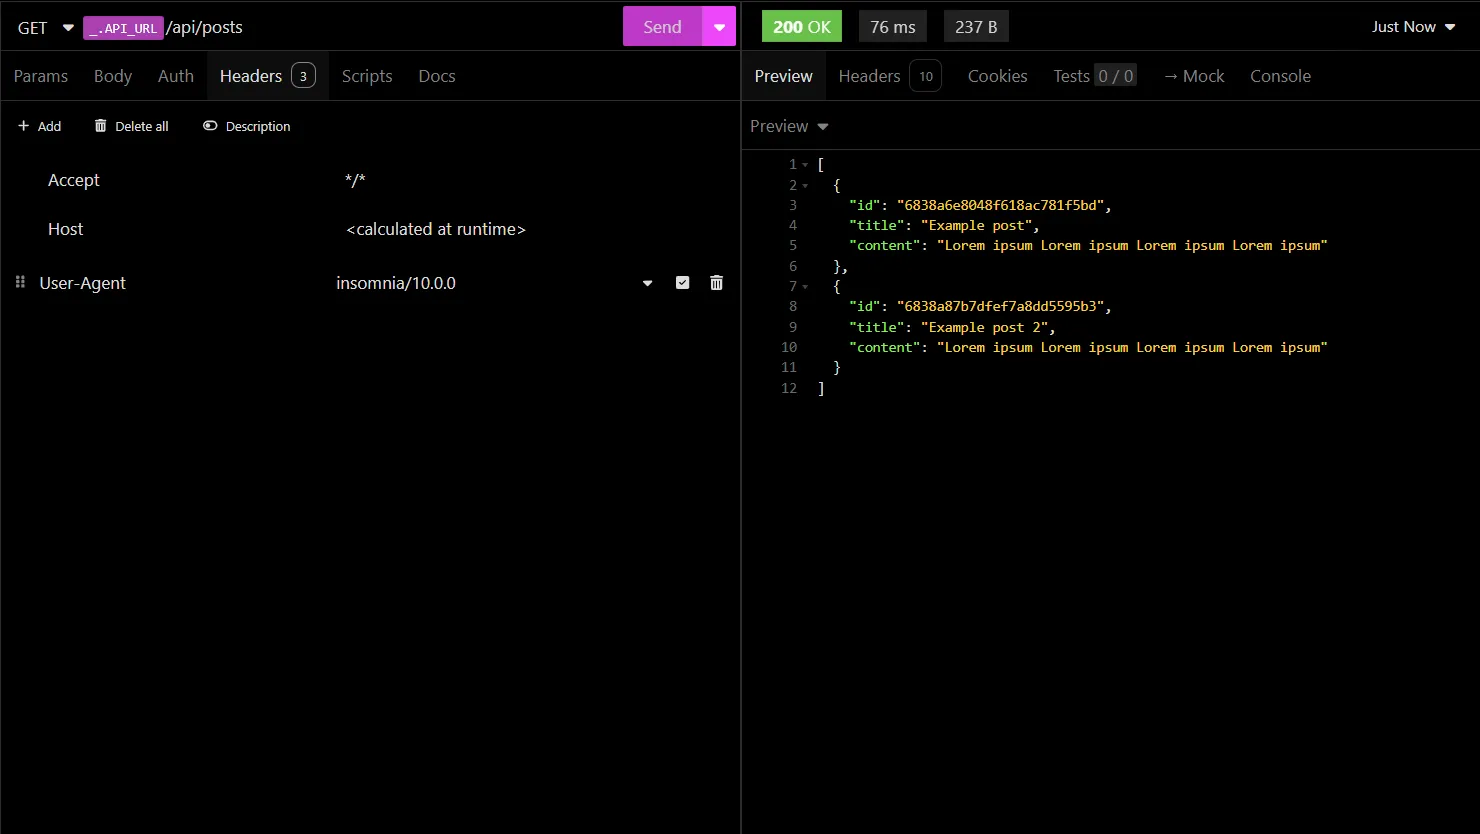 GET _.API_URL /api/posts Send
200 OK 76 ms 237 B Just Now
Params Body Auth Headers 3 Scripts Docs
Preview Headers 10 Cookies Tests 0 / 0 → Mock Console
+ Add Delete all Description
Preview
Accept */*
Host <calculated at runtime>
User-Agent insomnia/10.0.0
1 [
2 {
3 "id": "6838a6e8048f618ac781f5bd",
4 "title": "Example post",
5 "content": "Lorem ipsum Lorem ipsum Lorem ipsum Lorem ipsum"
6 },
7 {
8 "id": "6838a87b7dfef7a8dd5595b3",
9 "title": "Example post 2",
10 "content": "Lorem ipsum Lorem ipsum Lorem ipsum Lorem ipsum"
11 }
12 ]